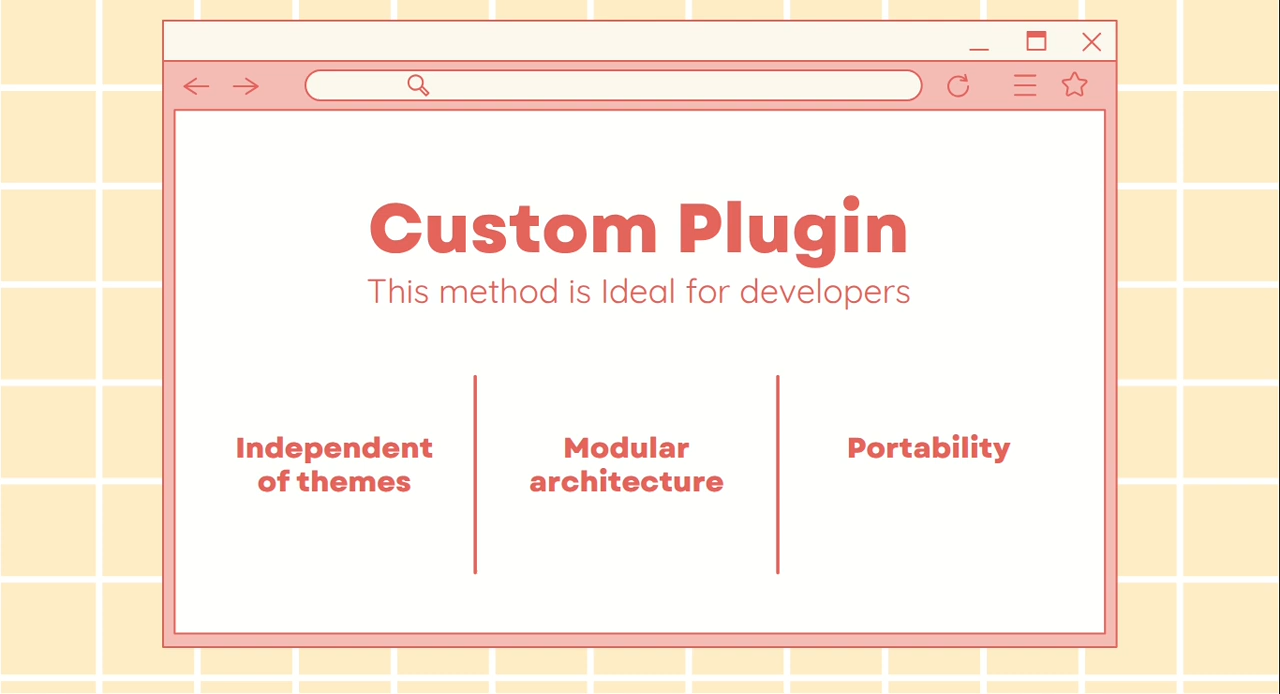 Custom Plugin
This method is Ideal for developers
Independent
of themes
Modular
architecture
Portability